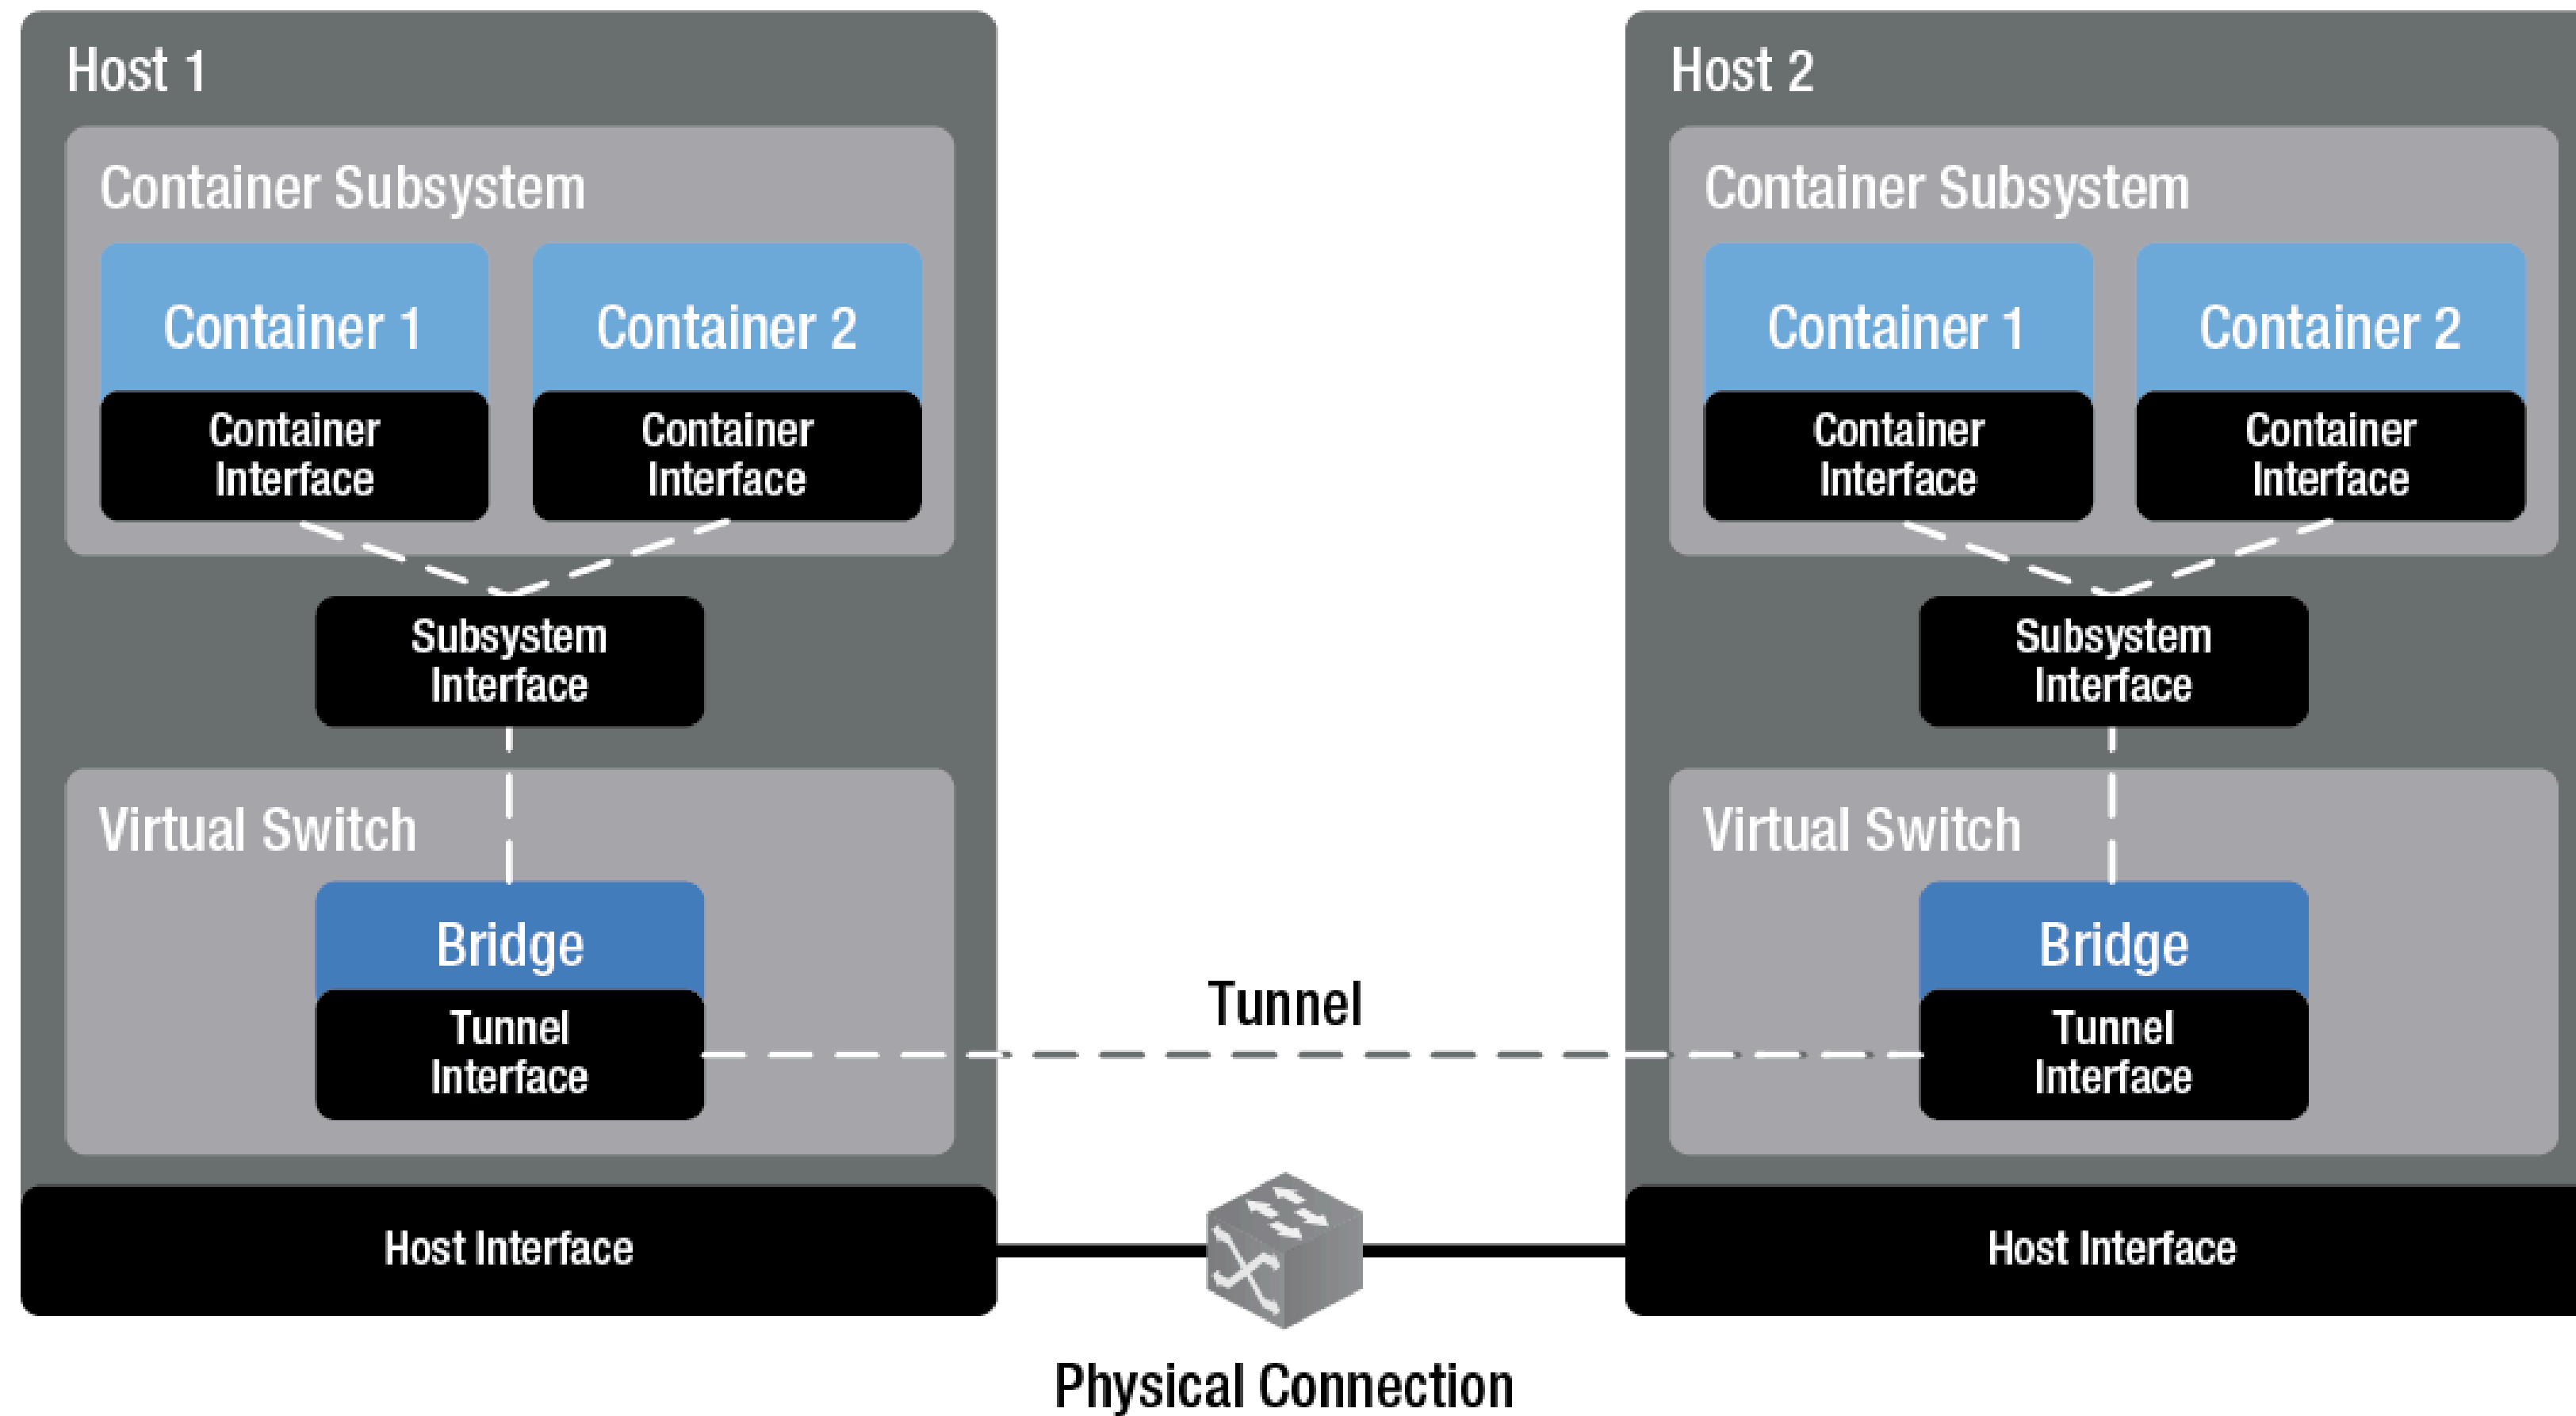 Host 1
Container Subsystem
Container 1
Container 2
Container
Interface
Container
Interface
Subsystem
Interface
Virtual Switch
Bridge
Tunnel
Interface
Host Interface
Tunnel
Physical Connection
Host 2
Container Subsystem
Container 1
Container 2
Container
Interface
Container
Interface
Subsystem
Interface
Virtual Switch
Bridge
Tunnel
Interface
Host Interface